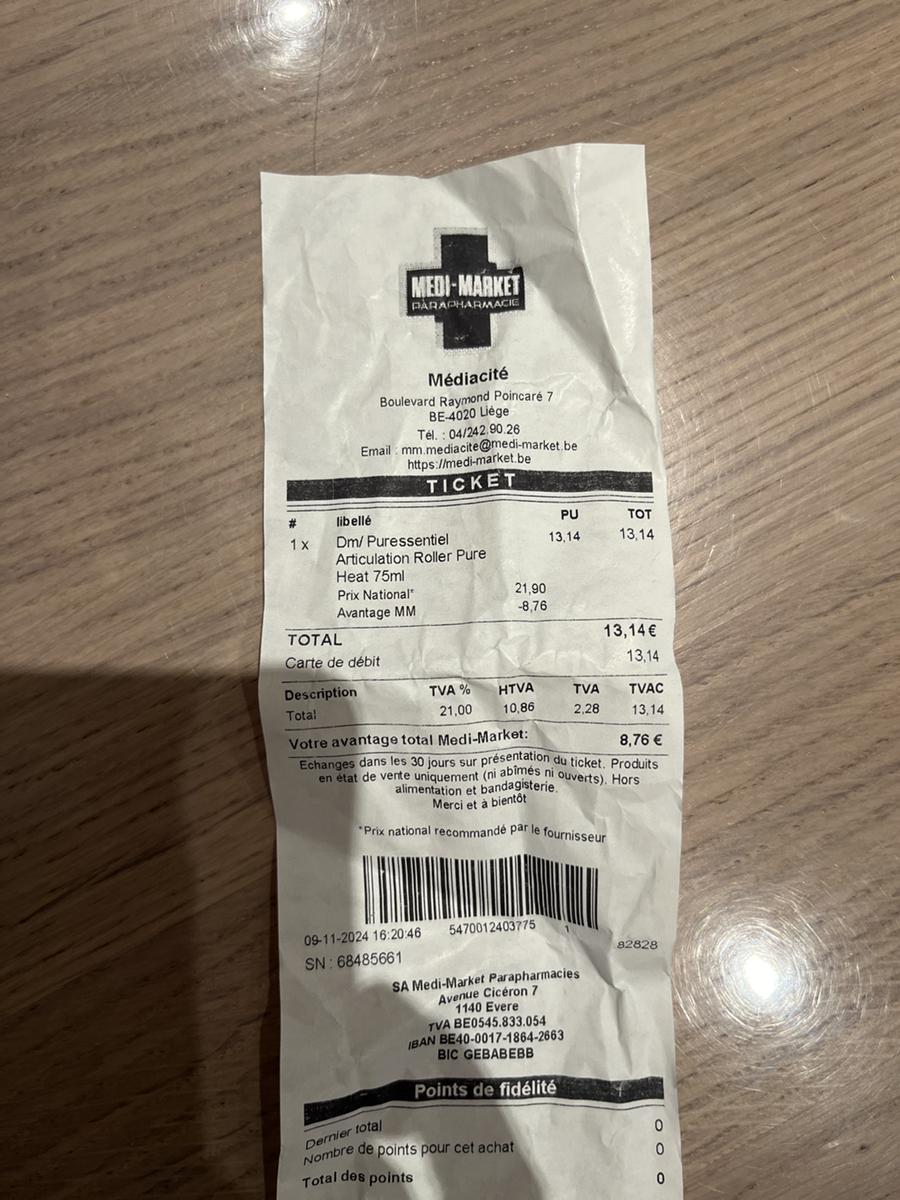 MEDI-MARKET
PARAPHARMACIE
Médiacité
Boulevard Raymond Poincaré 7
BE-4020 Liège
Tél. : 04/242.90.26
Email : mm.mediacite@medi-market.be
https://medi-market.be
TICKET
# libellé PU TOT
1 x Dm/ Puressentiel 13,14 13,14
Articulation Roller Pure
Heat 75ml
Prix National* 21,90
Avantage MM -8,76
TOTAL 13,14 €
Carte de débit 13,14
Description TVA % HTVA TVA TVAC
Total 21,00 10,86 2,28 13,14
Votre avantage total Medi-Market: 8,76 €
Echanges dans les 30 jours sur présentation du ticket. Produits
en état de vente uniquement (ni abîmés ni ouverts). Hors
alimentation et bandagisterie.
Merci et à bientôt
*Prix national recommandé par le fournisseur
09-11-2024 16:20:46 5470012403775 1 82828
SN : 68485661
SA Medi-Market Parapharmacies
Avenue Cicéron 7
1140 Evere
TVA BE0545.833.054
IBAN BE40-0017-1864-2663
BIC GEBABEBB
Points de fidélité
Dernier total 0
Nombre de points pour cet achat 0
Total des points 0